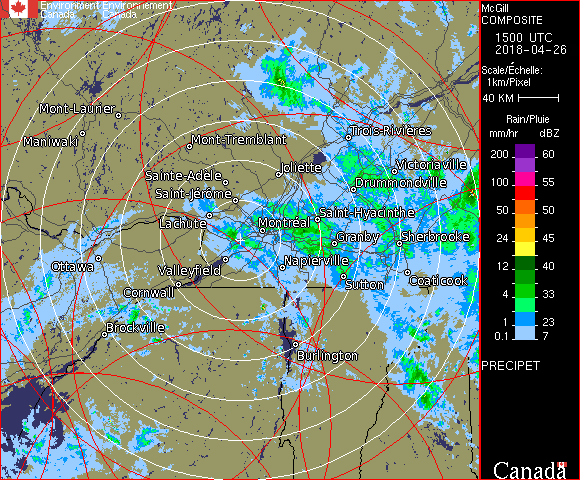 Environment Environnement
Canada Canada
McGill
COMPOSITE
1500 UTC
2018-04-26
Scale/Échelle:
1km/Pixel
40 KM
Rain/Pluie
mm/hr dBZ
200 60
100 55
50 50
24 45
12 40
4 33
1 23
0.1 7
PRECIPET
Canada
Mont-Laurier
Maniwaki
Mont-Tremblant
Trois-Rivières
Joliette
Victoriaville
Sainte-Adèle
Drummondville
Saint-Jérôme
Lachute
Saint-Hyacinthe
Montréal
Granby
Sherbrooke
Ottawa
Valleyfield
Napierville
Cornwall
Sutton
Coaticook
Brockville
Burlington